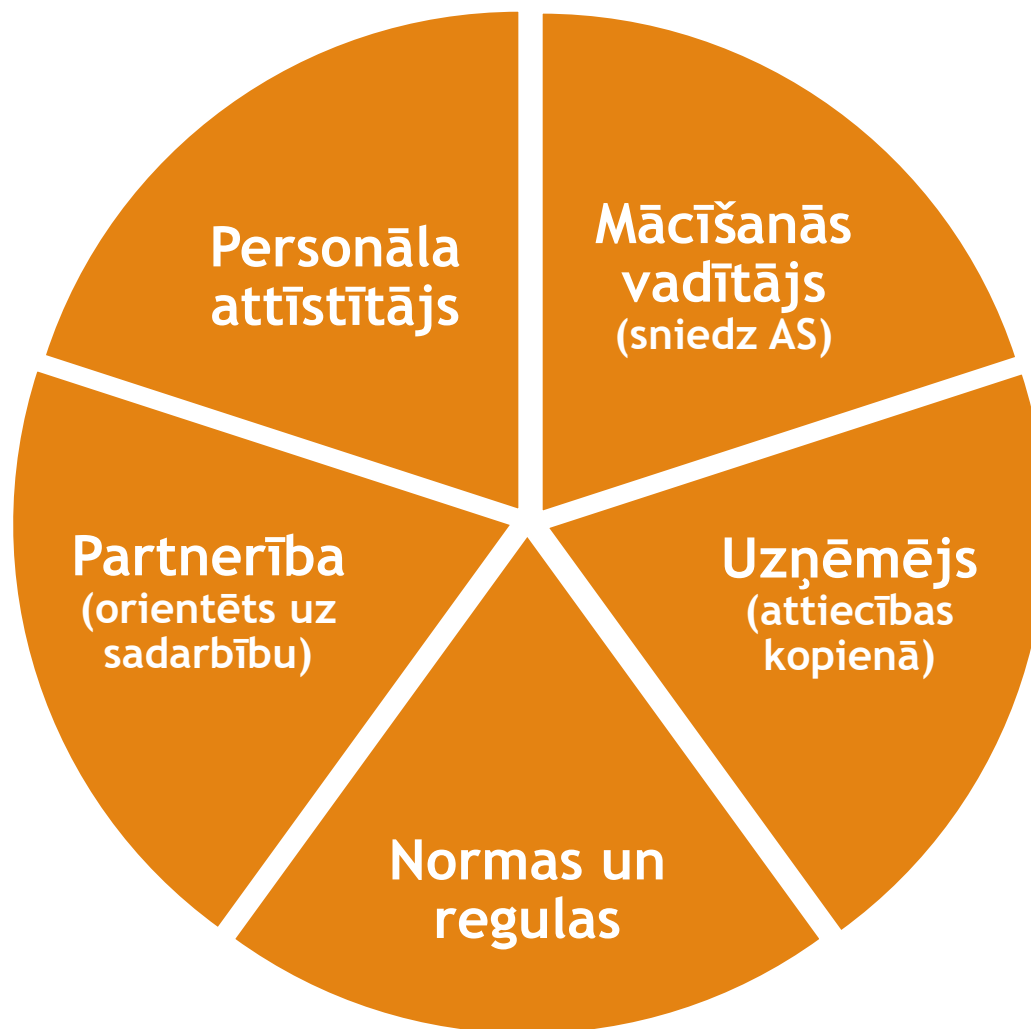 Personāla
attīstītājs
Mācīšanās
vadītājs
(sniedz AS)
Partnerība
(orientēts uz
sadarbību)
Uzņēmējs
(attiecības
kopienā)
Normas un
regulas